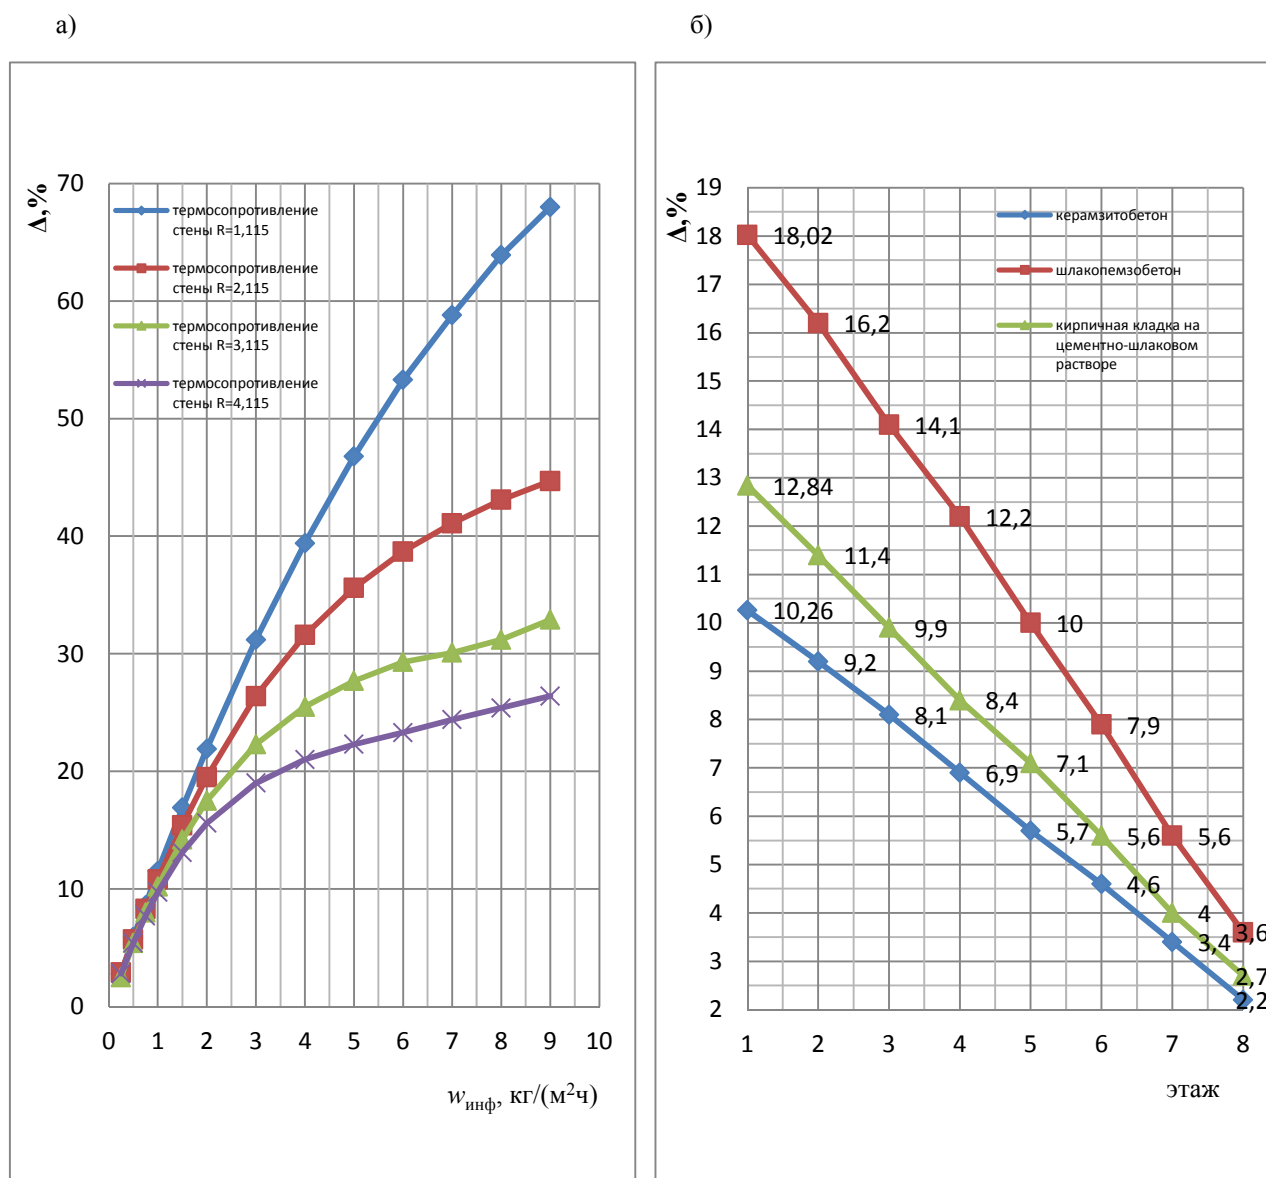 а)
б)
Δ,%
70
60
50
40
30
20
10
0
0 1 2 3 4 5 6 7 8 9 10
термосопротивление
стены R=1,115
термосопротивление
стены R=2,115
термосопротивление
стены R=3,115
термосопротивление
стены R=4,115
wинф, кг/(м²ч)
Δ,%
19
18
17
16
15
14
13
12
11
10
9
8
7
6
5
4
3
2
1 2 3 4 5 6 7 8
этаж
керамзитобетон
шлакопемзобетон
кирпичная кладка на
цементно-шлаковом
растворе
18,02
16,2
14,1
12,2
10
7,9
5,6
3,6
12,84
11,4
9,9
8,4
7,1
5,6
4
2,7
10,26
9,2
8,1
6,9
5,7
4,6
3,4
2,2